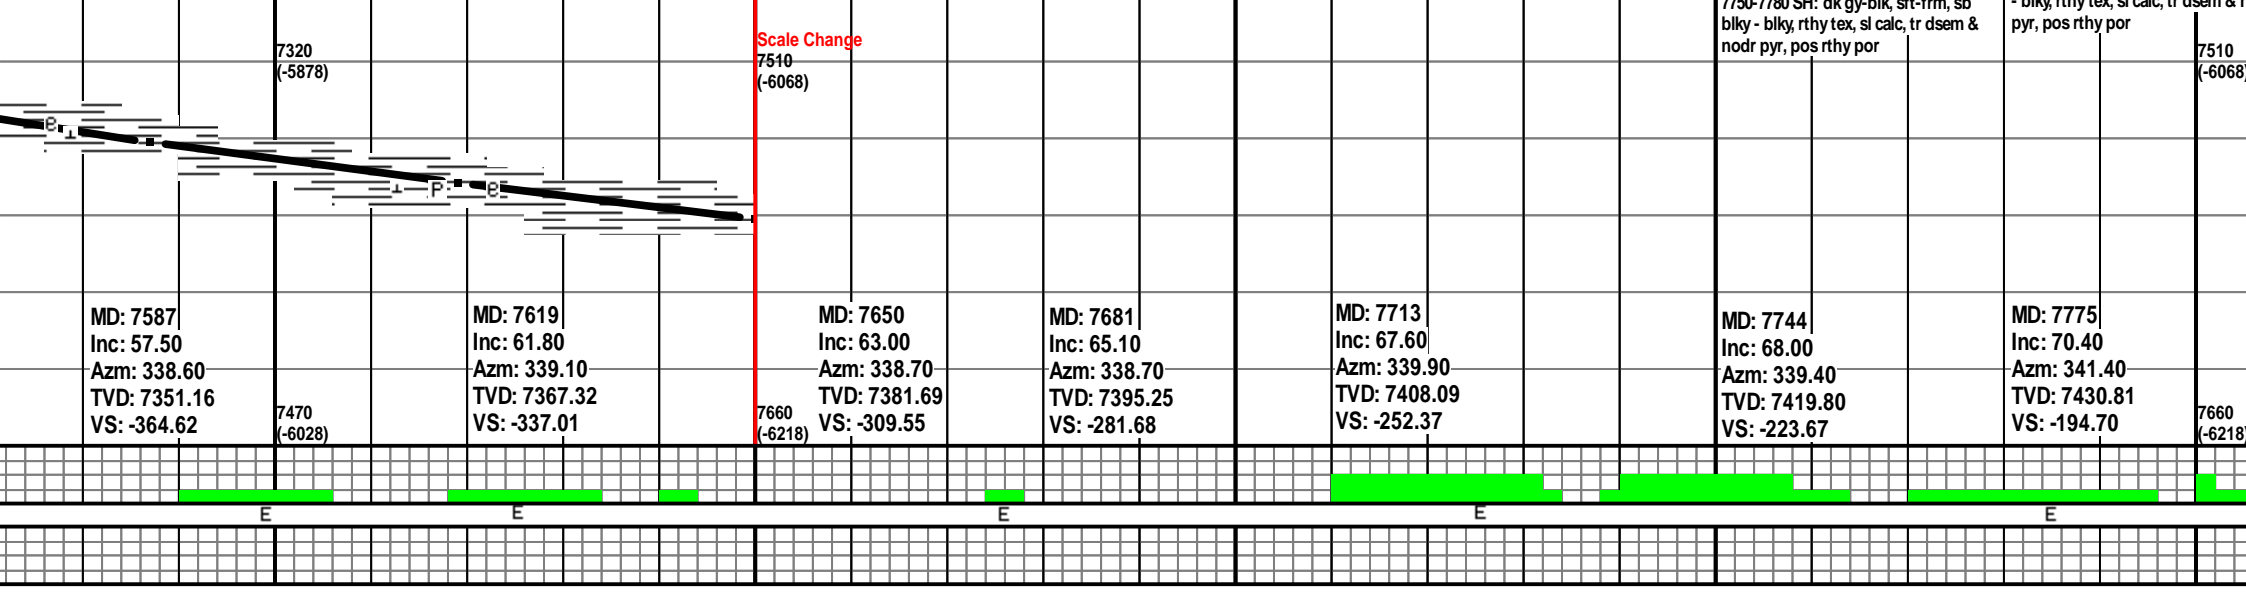 7750-7780 SH: dk gy-blk, sft-frm, sb
blky - blky, rthy tex, sl calc, tr dsem &
nodr pyr, pos rthy por
- blky, rthy tex, sl calc, tr dsem &
pyr, pos rthy por
7320
(-5878)
Scale Change
7510
(-6068)
7510
(-6068)
P
MD: 7587
Inc: 57.50
Azm: 338.60
TVD: 7351.16
VS: -364.62
7470
(-6028)
MD: 7619
Inc: 61.80
Azm: 339.10
TVD: 7367.32
VS: -337.01
7660
(-6218)
MD: 7650
Inc: 63.00
Azm: 338.70
TVD: 7381.69
VS: -309.55
MD: 7681
Inc: 65.10
Azm: 338.70
TVD: 7395.25
VS: -281.68
MD: 7713
Inc: 67.60
Azm: 339.90
TVD: 7408.09
VS: -252.37
MD: 7744
Inc: 68.00
Azm: 339.40
TVD: 7419.80
VS: -223.67
MD: 7775
Inc: 70.40
Azm: 341.40
TVD: 7430.81
VS: -194.70
7660
(-6218)
E
E
E
E
E